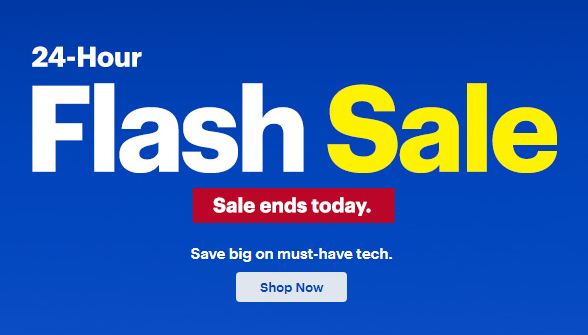 24-Hour
Flash Sale
Sale ends today.
Save big on must-have tech.
Shop Now